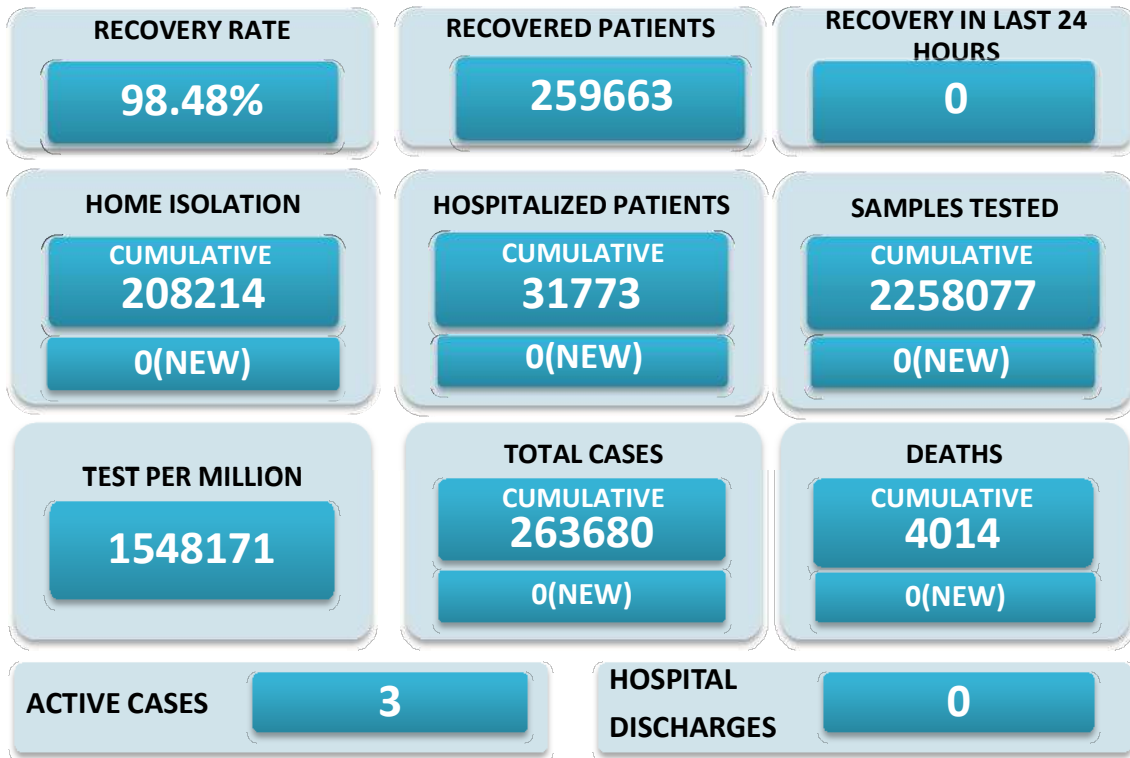 RECOVERY RATE
98.48%
RECOVERED PATIENTS
259663
RECOVERY IN LAST 24
HOURS
0
HOME ISOLATION
CUMULATIVE
208214
0(NEW)
HOSPITALIZED PATIENTS
CUMULATIVE
31773
0(NEW)
SAMPLES TESTED
CUMULATIVE
2258077
0(NEW)
TEST PER MILLION
1548171
TOTAL CASES
CUMULATIVE
263680
0(NEW)
DEATHS
CUMULATIVE
4014
0(NEW)
ACTIVE CASES
3
HOSPITAL
DISCHARGES
0